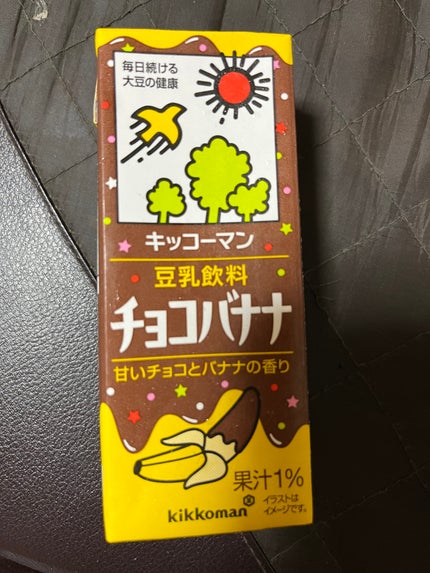 毎日続ける
大豆の健康
キッコーマン
豆乳飲料
チョコバナナ
甘いチョコとバナナの香り
果汁1%
イラストは
イメージです。
kikkoman